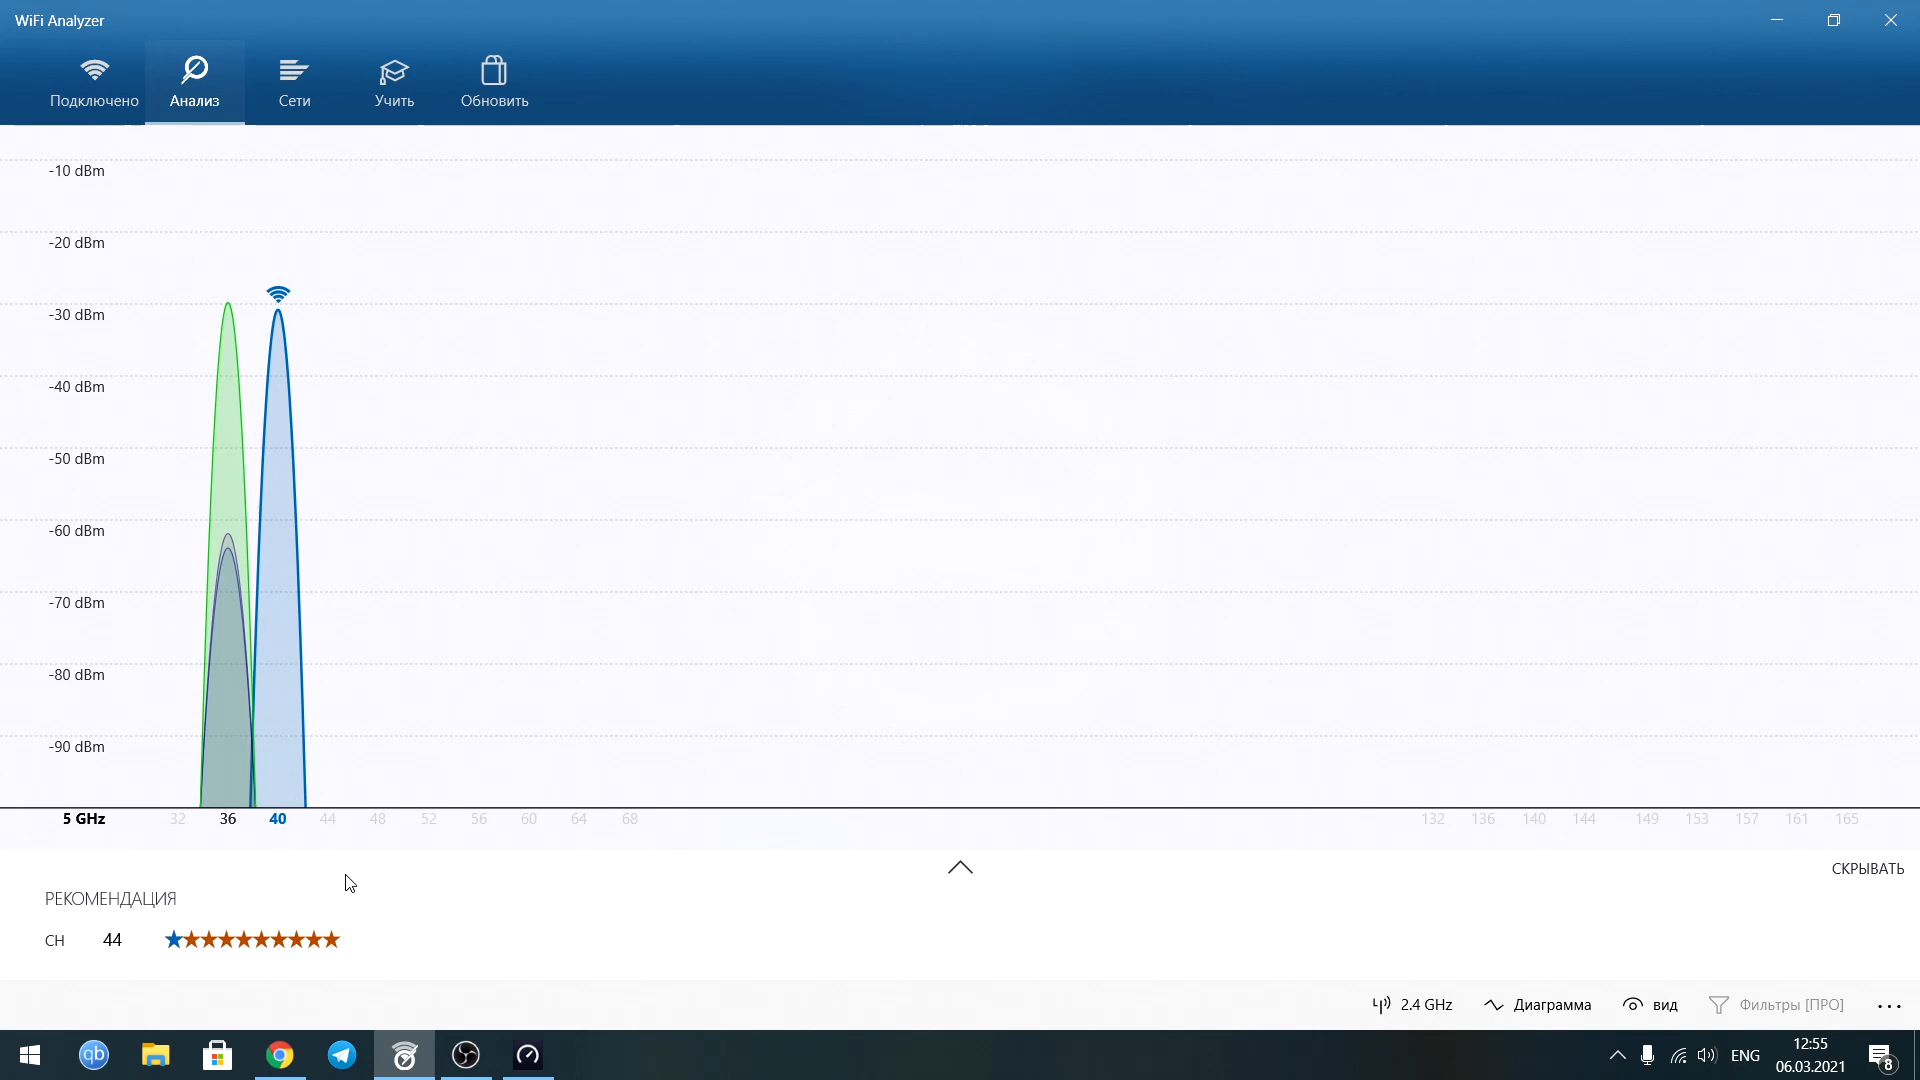 WiFi Analyzer
Подключено
Анализ
Сети
Учить
Обновить
-10 dBm
-20 dBm
-30 dBm
-40 dBm
-50 dBm
-60 dBm
-70 dBm
-80 dBm
-90 dBm
5 GHz 32 36 40 44 48 52 56 60 64 68 132 136 140 144 149 153 157 161 165
СКРЫВАТЬ
РЕКОМЕНДАЦИЯ
CH 44
2.4 GHz
Диаграмма
вид
Фильтры [ПРО]
qb
ENG
12:55
06.03.2021
8